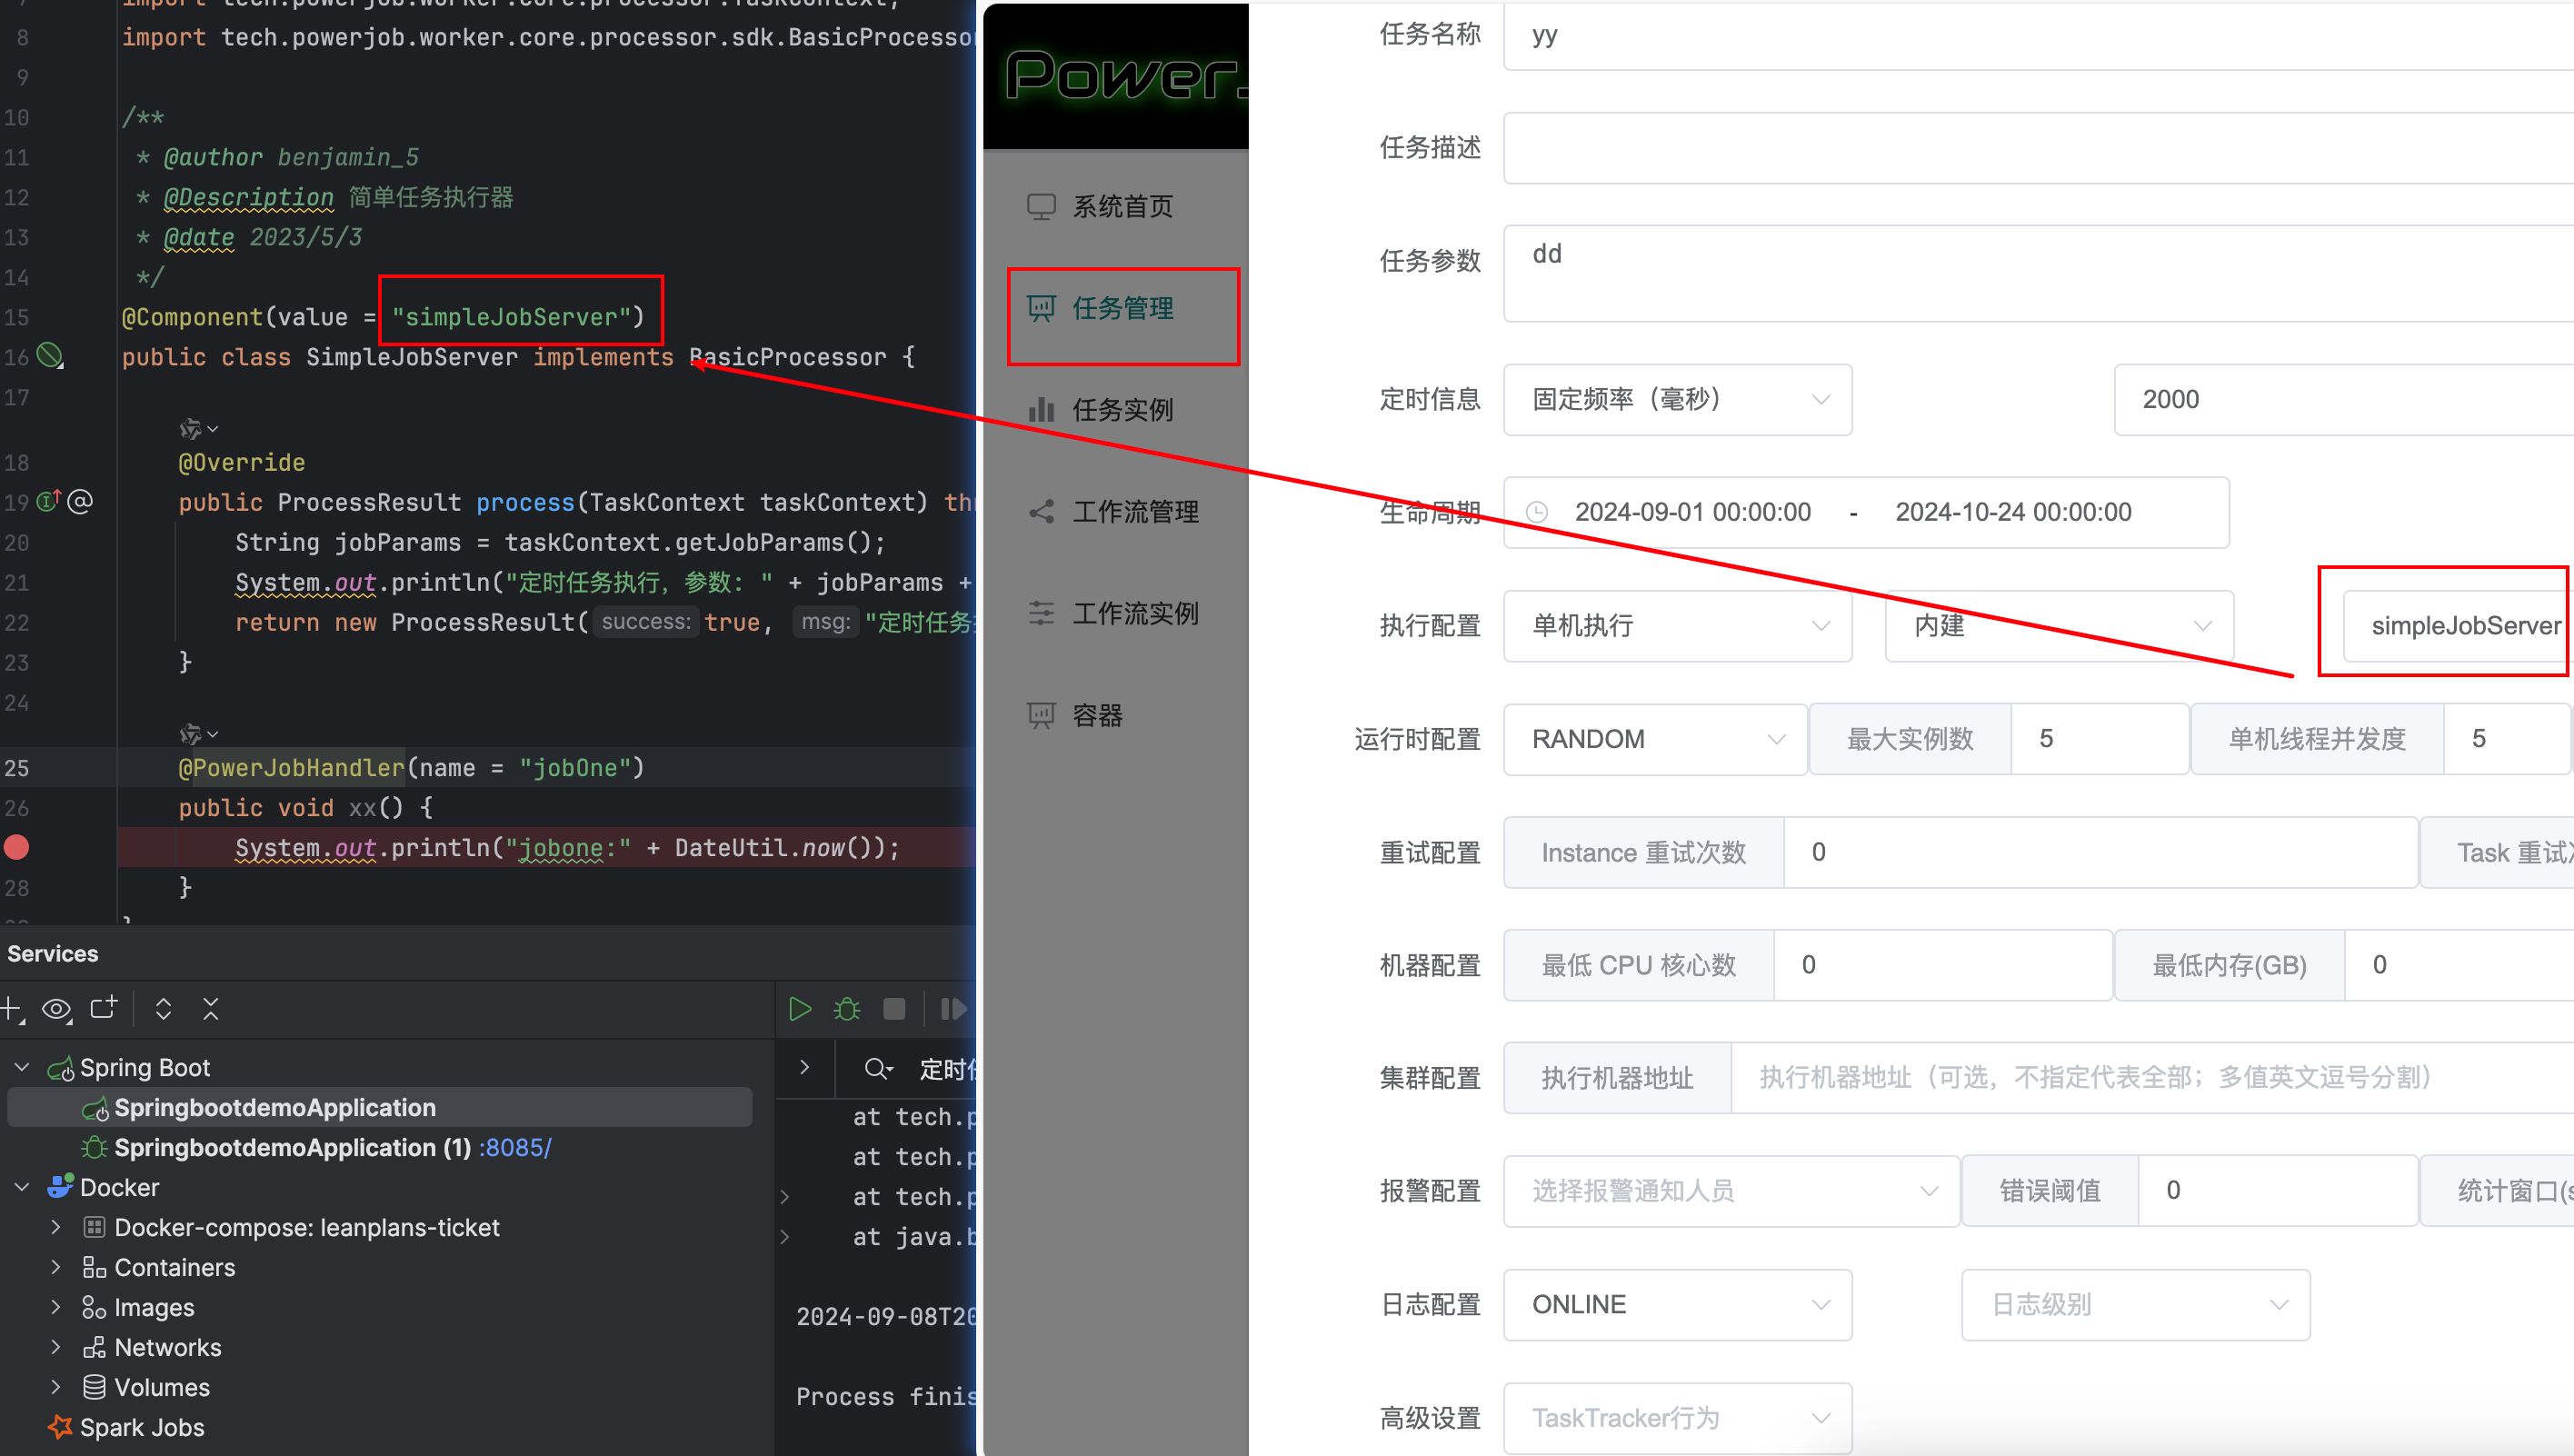 7 import tech.powerjob.worker.core.processor.TaskContext;
8 import tech.powerjob.worker.core.processor.sdk.BasicProcessor
9
10 /**
11 * @author benjamin_5
12 * @Description 简单任务执行器
13 * @date 2023/5/3
14 */
15 @Component(value = "simpleJobServer")
16 public class SimpleJobServer implements BasicProcessor {
17
18 @Override
19 public ProcessResult process(TaskContext taskContext) thr
20 String jobParams = taskContext.getJobParams();
21 System.out.println("定时任务执行, 参数: " + jobParams +
22 return new ProcessResult( success: true, msg: "定时任务
23 }
24
25 @PowerJobHandler(name = "jobOne")
26 public void xx() {
System.out.println("jobone:" + DateUtil.now());
28 }
}
Services
Spring Boot
SpringbootdemoApplication
SpringbootdemoApplication (1) :8085/
Docker
Docker-compose: leanplans-ticket
Containers
Images
Networks
Volumes
Spark Jobs
定时
at tech.p
at tech.p
at tech.p
at java.b
2024-09-08T20
Process finis
Power
系统首页
任务管理
任务实例
工作流管理
工作流实例
容器
任务名称 yy
任务描述
任务参数 dd
定时信息 固定频率（毫秒） 2000
生命周期 2024-09-01 00:00:00 - 2024-10-24 00:00:00
执行配置 单机执行 内建 simpleJobServer
运行时配置 RANDOM 最大实例数 5 单机线程并发度 5
重试配置 Instance 重试次数 0 Task 重试
机器配置 最低 CPU 核心数 0 最低内存(GB) 0
集群配置 执行机器地址 执行机器地址（可选，不指定代表全部；多值英文逗号分割）
报警配置 选择报警通知人员 错误阈值 0 统计窗口(s
日志配置 ONLINE 日志级别
高级设置 TaskTracker行为